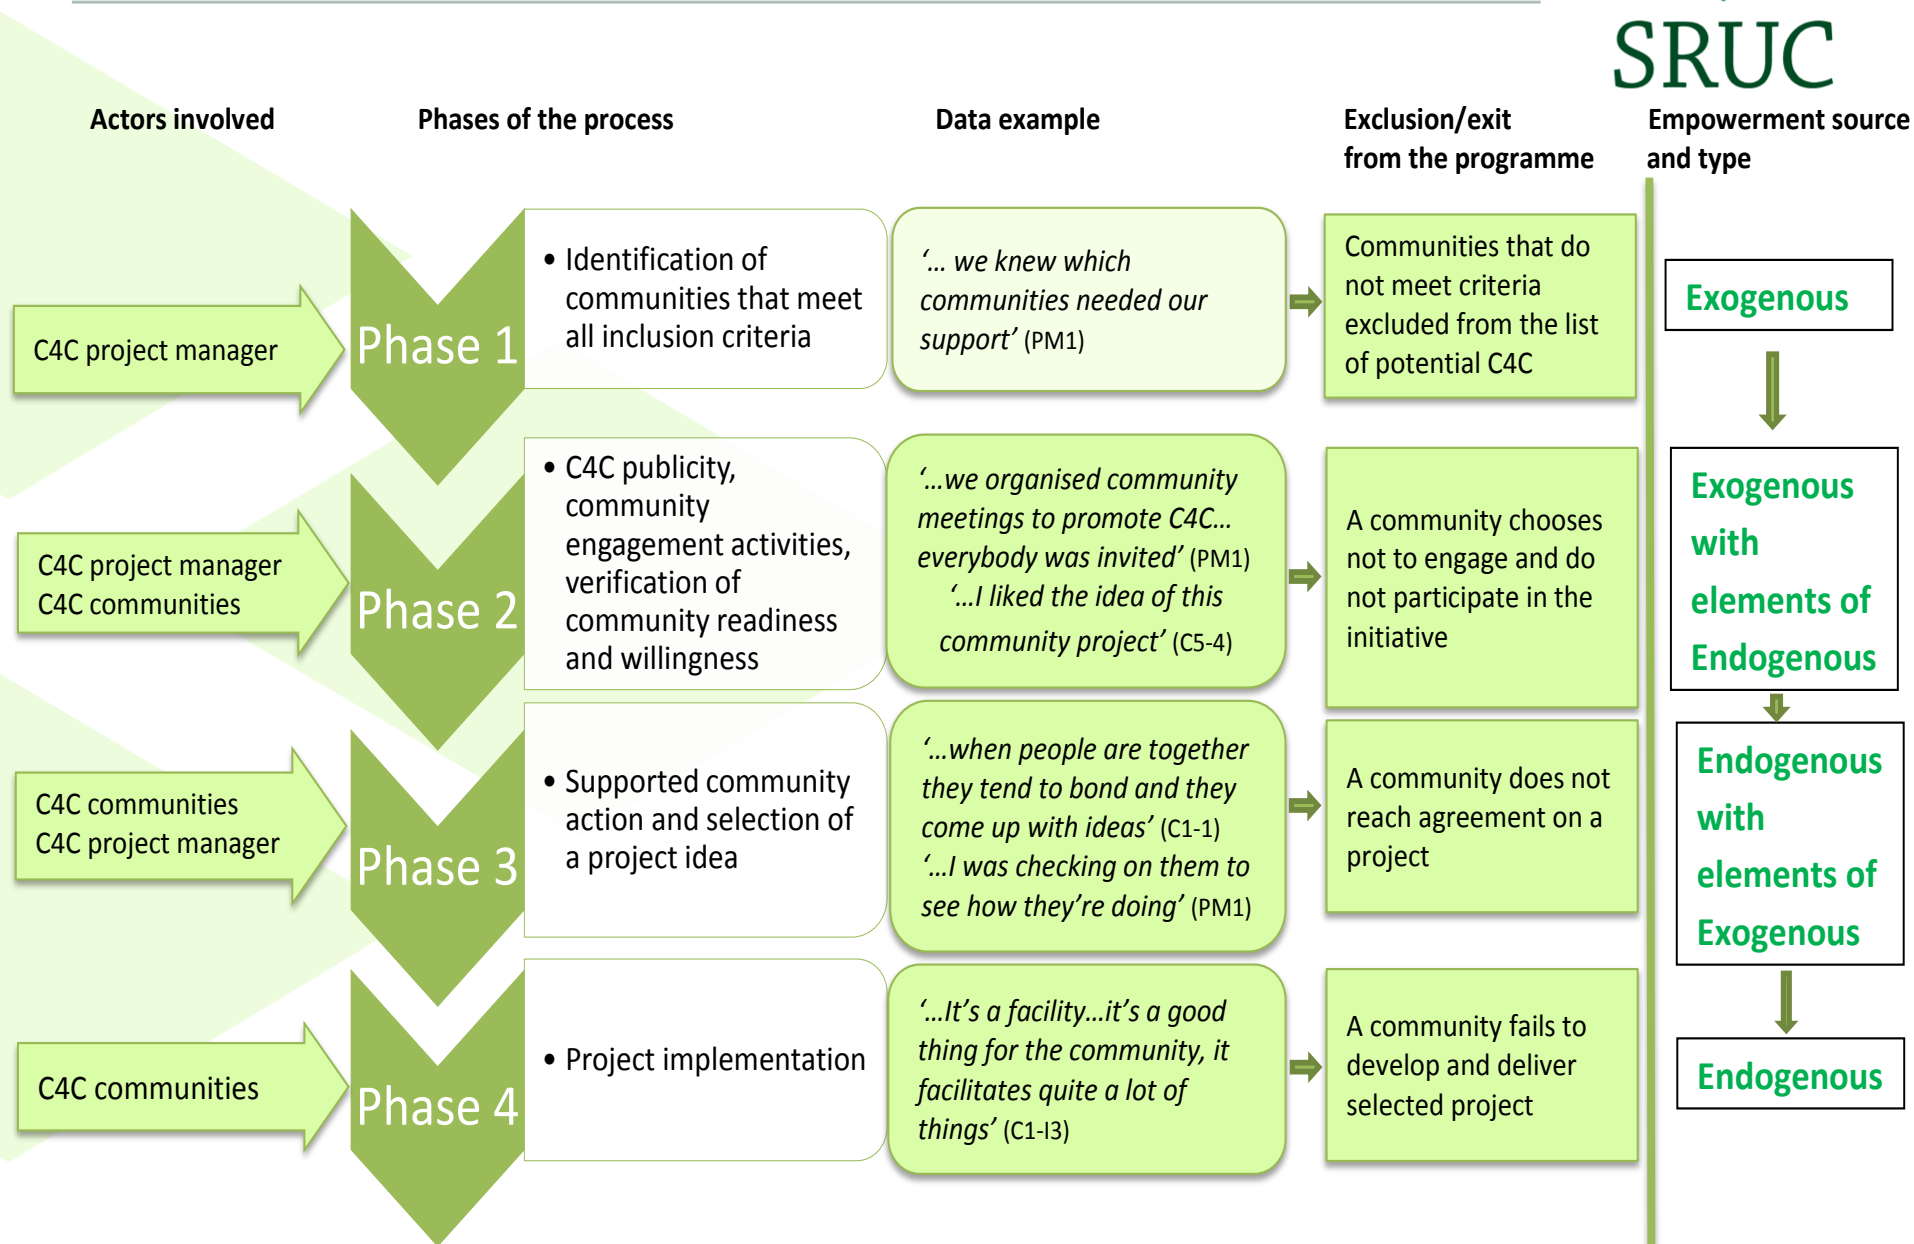 SRUC
Actors involved
Phases of the process
Data example
Exclusion/exit
from the programme
Empowerment source
and type
C4C project manager
Phase 1
• Identification of
communities that meet
all inclusion criteria
‘... we knew which
communities needed our
support’ (PM1)
Communities that do
not meet criteria
excluded from the list
of potential C4C
Exogenous
C4C project manager
C4C communities
Phase 2
• C4C publicity,
community
engagement activities,
verification of
community readiness
and willingness
‘...we organised community
meetings to promote C4C...
everybody was invited’ (PM1)
‘...I liked the idea of this
community project’ (C5-4)
A community chooses
not to engage and do
not participate in the
initiative
Exogenous
with
elements of
Endogenous
C4C communities
C4C project manager
Phase 3
• Supported community
action and selection of
a project idea
‘...when people are together
they tend to bond and they
come up with ideas’ (C1-1)
‘...I was checking on them to
see how they’re doing’ (PM1)
A community does not
reach agreement on a
project
Endogenous
with
elements of
Exogenous
C4C communities
Phase 4
• Project implementation
‘...It’s a facility...it’s a good
thing for the community, it
facilitates quite a lot of
things’ (C1-I3)
A community fails to
develop and deliver
selected project
Endogenous